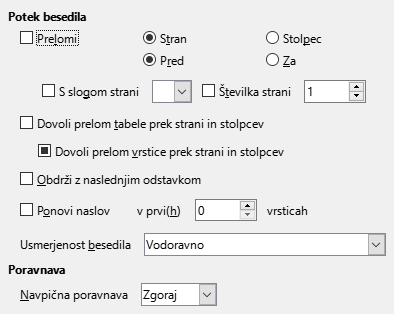 Potek besedila
Prelomi Stran Stolpec
Pred Za
S slogom strani Številka strani 1
Dovoli prelom tabele prek strani in stolpcev
Dovoli prelom vrstice prek strani in stolpcev
Obdrži z naslednjim odstavkom
Ponovi naslov v prvi(h) 0 vrsticah
Usmerjenost besedila Vodoravno
Poravnava
Navpična poravnava Zgoraj